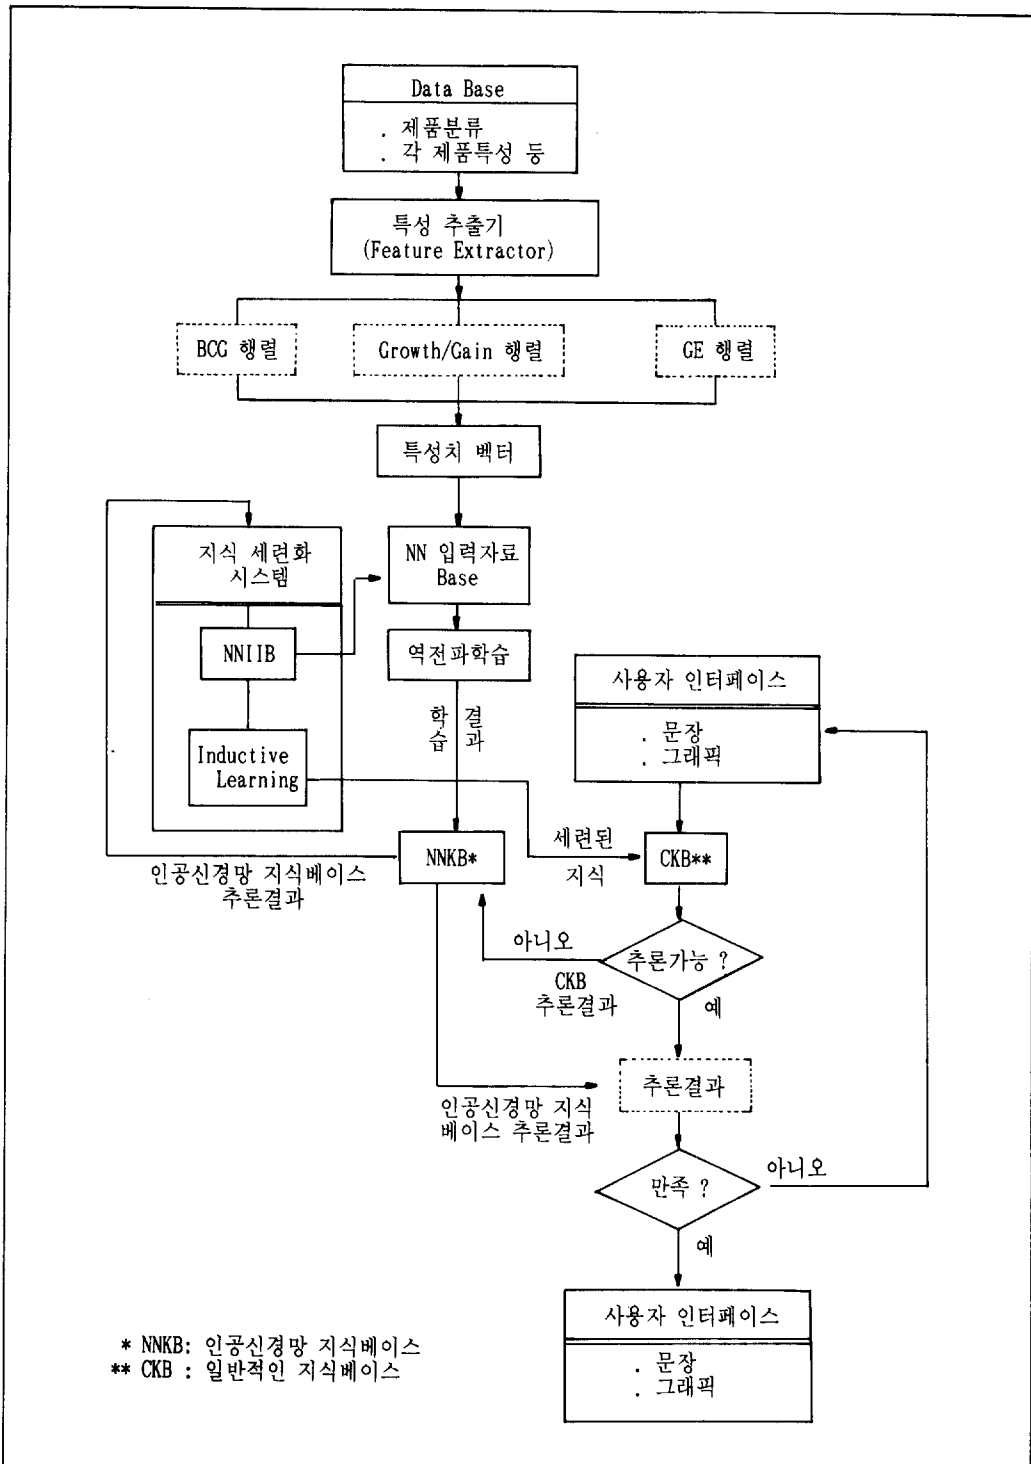 Data Base
. 제품분류
. 각 제품특성 등
특성 추출기
(Feature Extractor)
BCG 행렬
Growth/Gain 행렬
GE 행렬
특성치 벡터
지식 세련화
시스템
NN 입력자료
Base
NNIIB
역전파학습
사용자 인터페이스
. 문장
. 그래픽
학 결
습 과
Inductive
Learning
NNKB*
세련된
지식
CKB**
인공신경망 지식베이스
추론결과
아니오
CKB
추론결과
추론가능 ?
예
추론결과
인공신경망 지식
베이스 추론결과
만족 ?
아니오
예
사용자 인터페이스
. 문장
. 그래픽
* NNKB: 인공신경망 지식베이스
** CKB : 일반적인 지식베이스